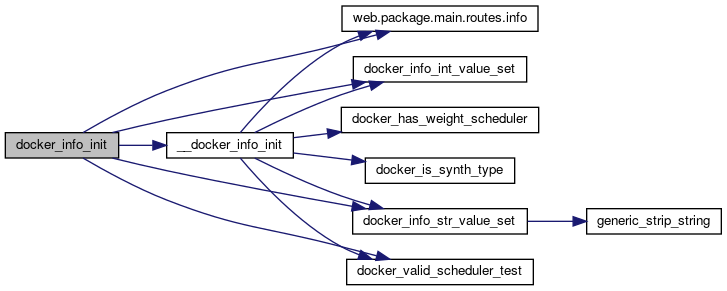 web.package.main.routes.info
docker_info_int_value_set
docker_has_weight_scheduler
docker_info_init
__docker_info_init
docker_is_synth_type
docker_info_str_value_set
generic_strip_string
docker_valid_scheduler_test